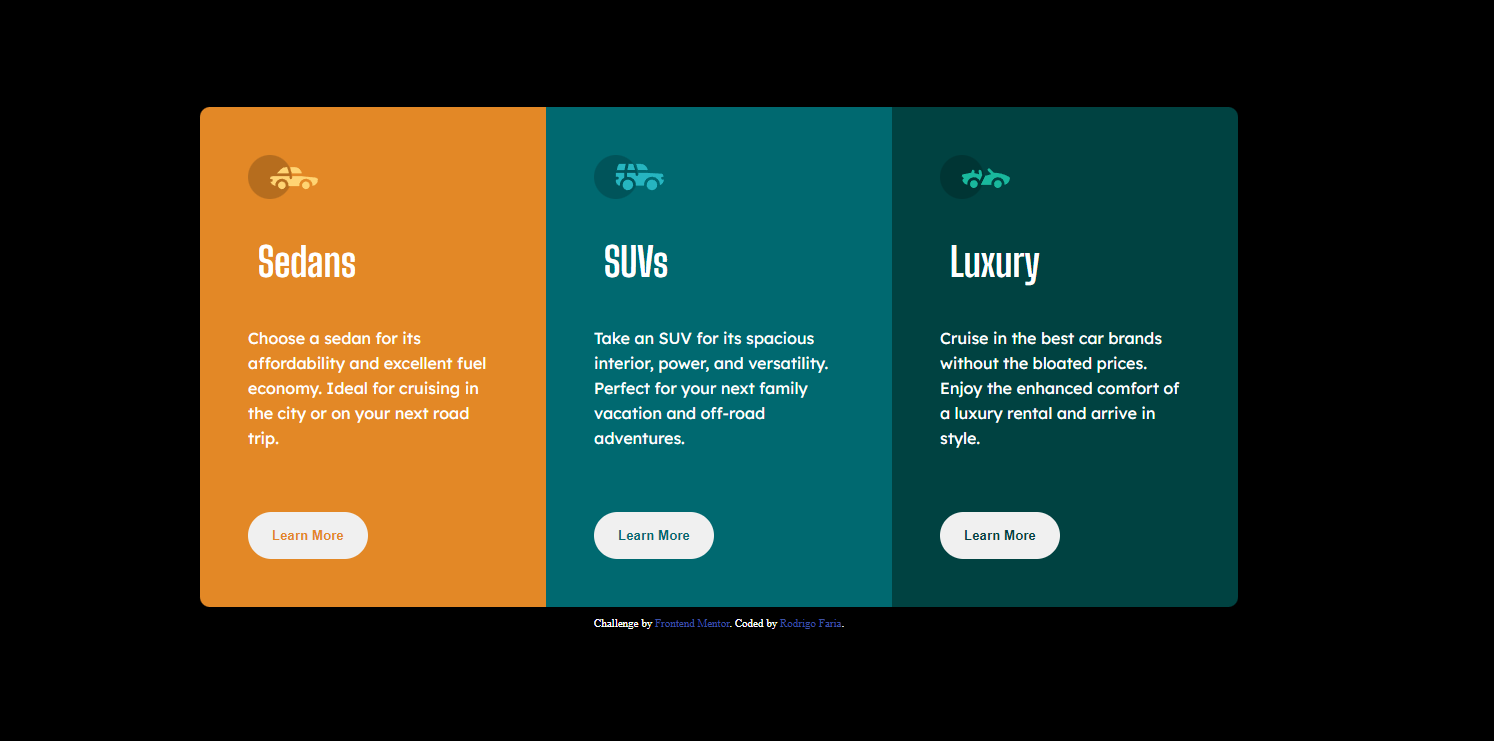 Sedans
Choose a sedan for its
affordability and excellent fuel
economy. Ideal for cruising in
the city or on your next road
trip.
Learn More
SUVs
Take an SUV for its spacious
interior, power, and versatility.
Perfect for your next family
vacation and off-road
adventures.
Learn More
Luxury
Cruise in the best car brands
without the bloated prices.
Enjoy the enhanced comfort of
a luxury rental and arrive in
style.
Learn More
Challenge by Frontend Mentor. Coded by Rodrigo Faria.